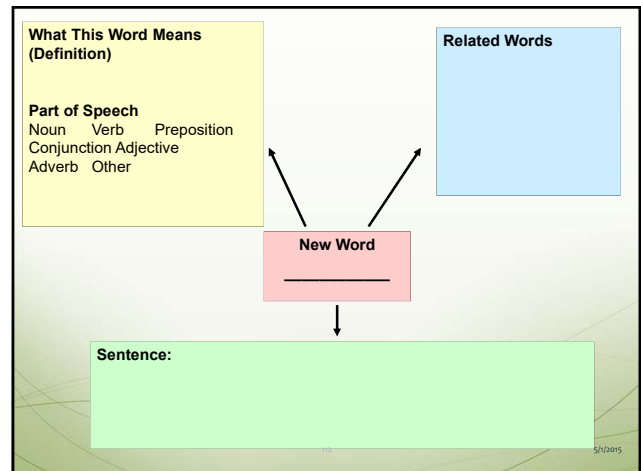 What This Word Means
(Definition)
Part of Speech
Noun Verb Preposition
Conjunction Adjective
Adverb Other
Related Words
New Word
Sentence:
112
5/1/2015